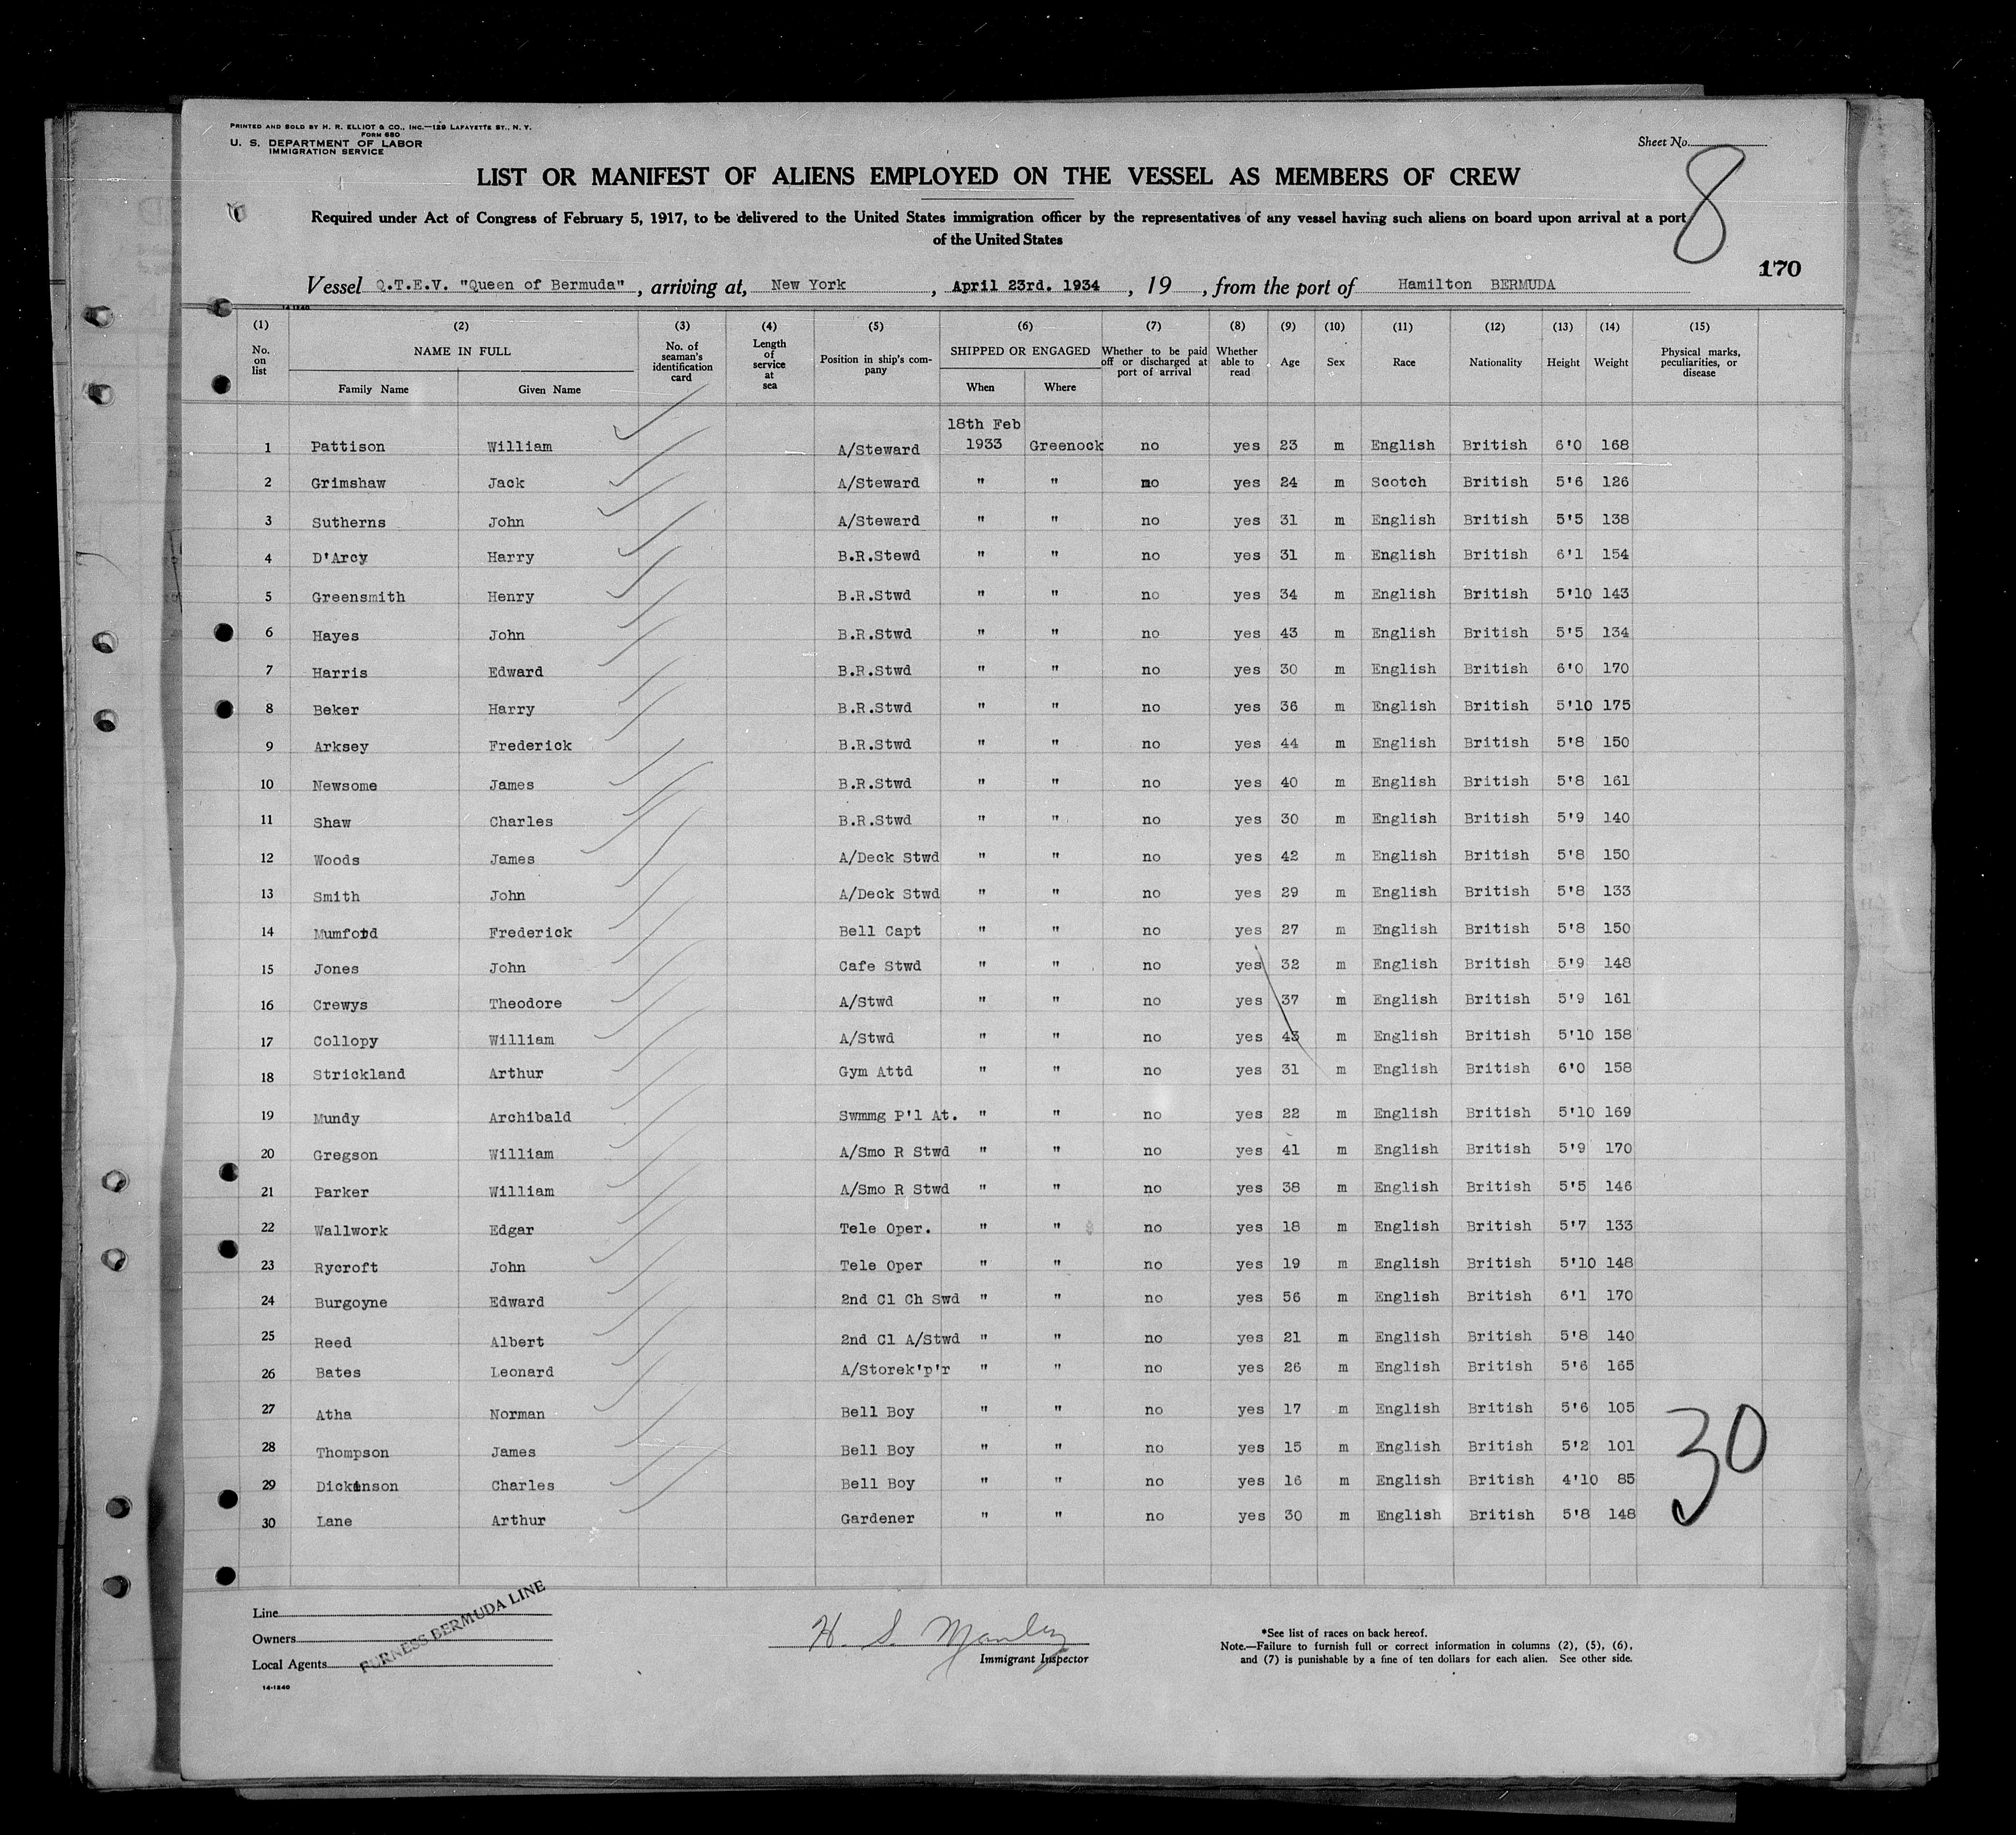 PRINTED AND SOLD BY H. R. ELLIOT & CO., INC.—129 LAFAYETTE ST., N. Y.
FORM 680
U. S. DEPARTMENT OF LABOR
IMMIGRATION SERVICE
Sheet No.
8
LIST OR MANIFEST OF ALIENS EMPLOYED ON THE VESSEL AS MEMBERS OF CREW
Required under Act of Congress of February 5, 1917, to be delivered to the United States immigration officer by the representatives of any vessel having such aliens on board upon arrival at a port
of the United States
170
Vessel Q.T.E.V. "Queen of Bermuda", arriving at, New York, April 23rd. 1934, 19, from the port of Hamilton BERMUDA
14-1240
(1) (2) (3) (4) (5) (6) (7) (8) (9) (10) (11) (12) (13) (14) (15)
No. on list NAME IN FULL Family Name Given Name No. of seaman's identification card Length of service at sea Position in ship's company SHIPPED OR ENGAGED When Where Whether to be paid off or discharged at port of arrival Whether able to read Age Sex Race Nationality Height Weight Physical marks, peculiarities, or disease
18th Feb
1 Pattison William A/Steward 1933 Greenock no yes 23 m English British 6'0 168
2 Grimshaw Jack A/Steward " " no yes 24 m Scotch British 5'6 126
3 Sutherns John A/Steward " " no yes 31 m English British 5'5 138
4 D'Arcy Harry B.R.Stewd " " no yes 31 m English British 6'1 154
5 Greensmith Henry B.R.Stwd " " no yes 34 m English British 5'10 143
6 Hayes John B.R.Stwd " " no yes 43 m English British 5'5 134
7 Harris Edward B.R.Stwd " " no yes 30 m English British 6'0 170
8 Beker Harry B.R.Stwd " " no yes 36 m English British 5'10 175
9 Arksey Frederick B.R.Stwd " " no yes 44 m English British 5'8 150
10 Newsome James B.R.Stwd " " no yes 40 m English British 5'8 161
11 Shaw Charles B.R.Stwd " " no yes 30 m English British 5'9 140
12 Woods James A/Deck Stwd " " no yes 42 m English British 5'8 150
13 Smith John A/Deck Stwd " " no yes 29 m English British 5'8 133
14 Mumford Frederick Bell Capt " " no yes 27 m English British 5'8 150
15 Jones John Cafe Stwd " " no yes 32 m English British 5'9 148
16 Crewys Theodore A/Stwd " " no yes 37 m English British 5'9 161
17 Collopy William A/Stwd " " no yes 43 m English British 5'10 158
18 Strickland Arthur Gym Attd " " no yes 31 m English British 6'0 158
19 Mundy Archibald Swmmg P'l At. " " no yes 22 m English British 5'10 169
20 Gregson William A/Smo R Stwd " " no yes 41 m English British 5'9 170
21 Parker William A/Smo R Stwd " " no yes 38 m English British 5'5 146
22 Wallwork Edgar Tele Oper. " " no yes 18 m English British 5'7 133
23 Rycroft John Tele Oper " " no yes 19 m English British 5'10 148
24 Burgoyne Edward 2nd Cl Ch Swd " " no yes 56 m English British 6'1 170
25 Reed Albert 2nd Cl A/Stwd " " no yes 21 m English British 5'8 140
26 Bates Leonard A/Storek'p'r " " no yes 26 m English British 5'6 165
27 Atha Norman Bell Boy " " no yes 17 m English British 5'6 105
28 Thompson James Bell Boy " " no yes 15 m English British 5'2 101
29 Dickinson Charles Bell Boy " " no yes 16 m English British 4'10 85
30 Lane Arthur Gardener " " no yes 30 m English British 5'8 148
30
Line
Owners
Local Agents
FURNESS BERMUDA LINE
14-1240
H. S. Manley
Immigrant Inspector
*See list of races on back hereof.
Note.—Failure to furnish full or correct information in columns (2), (5), (6),
and (7) is punishable by a fine of ten dollars for each alien. See other side.